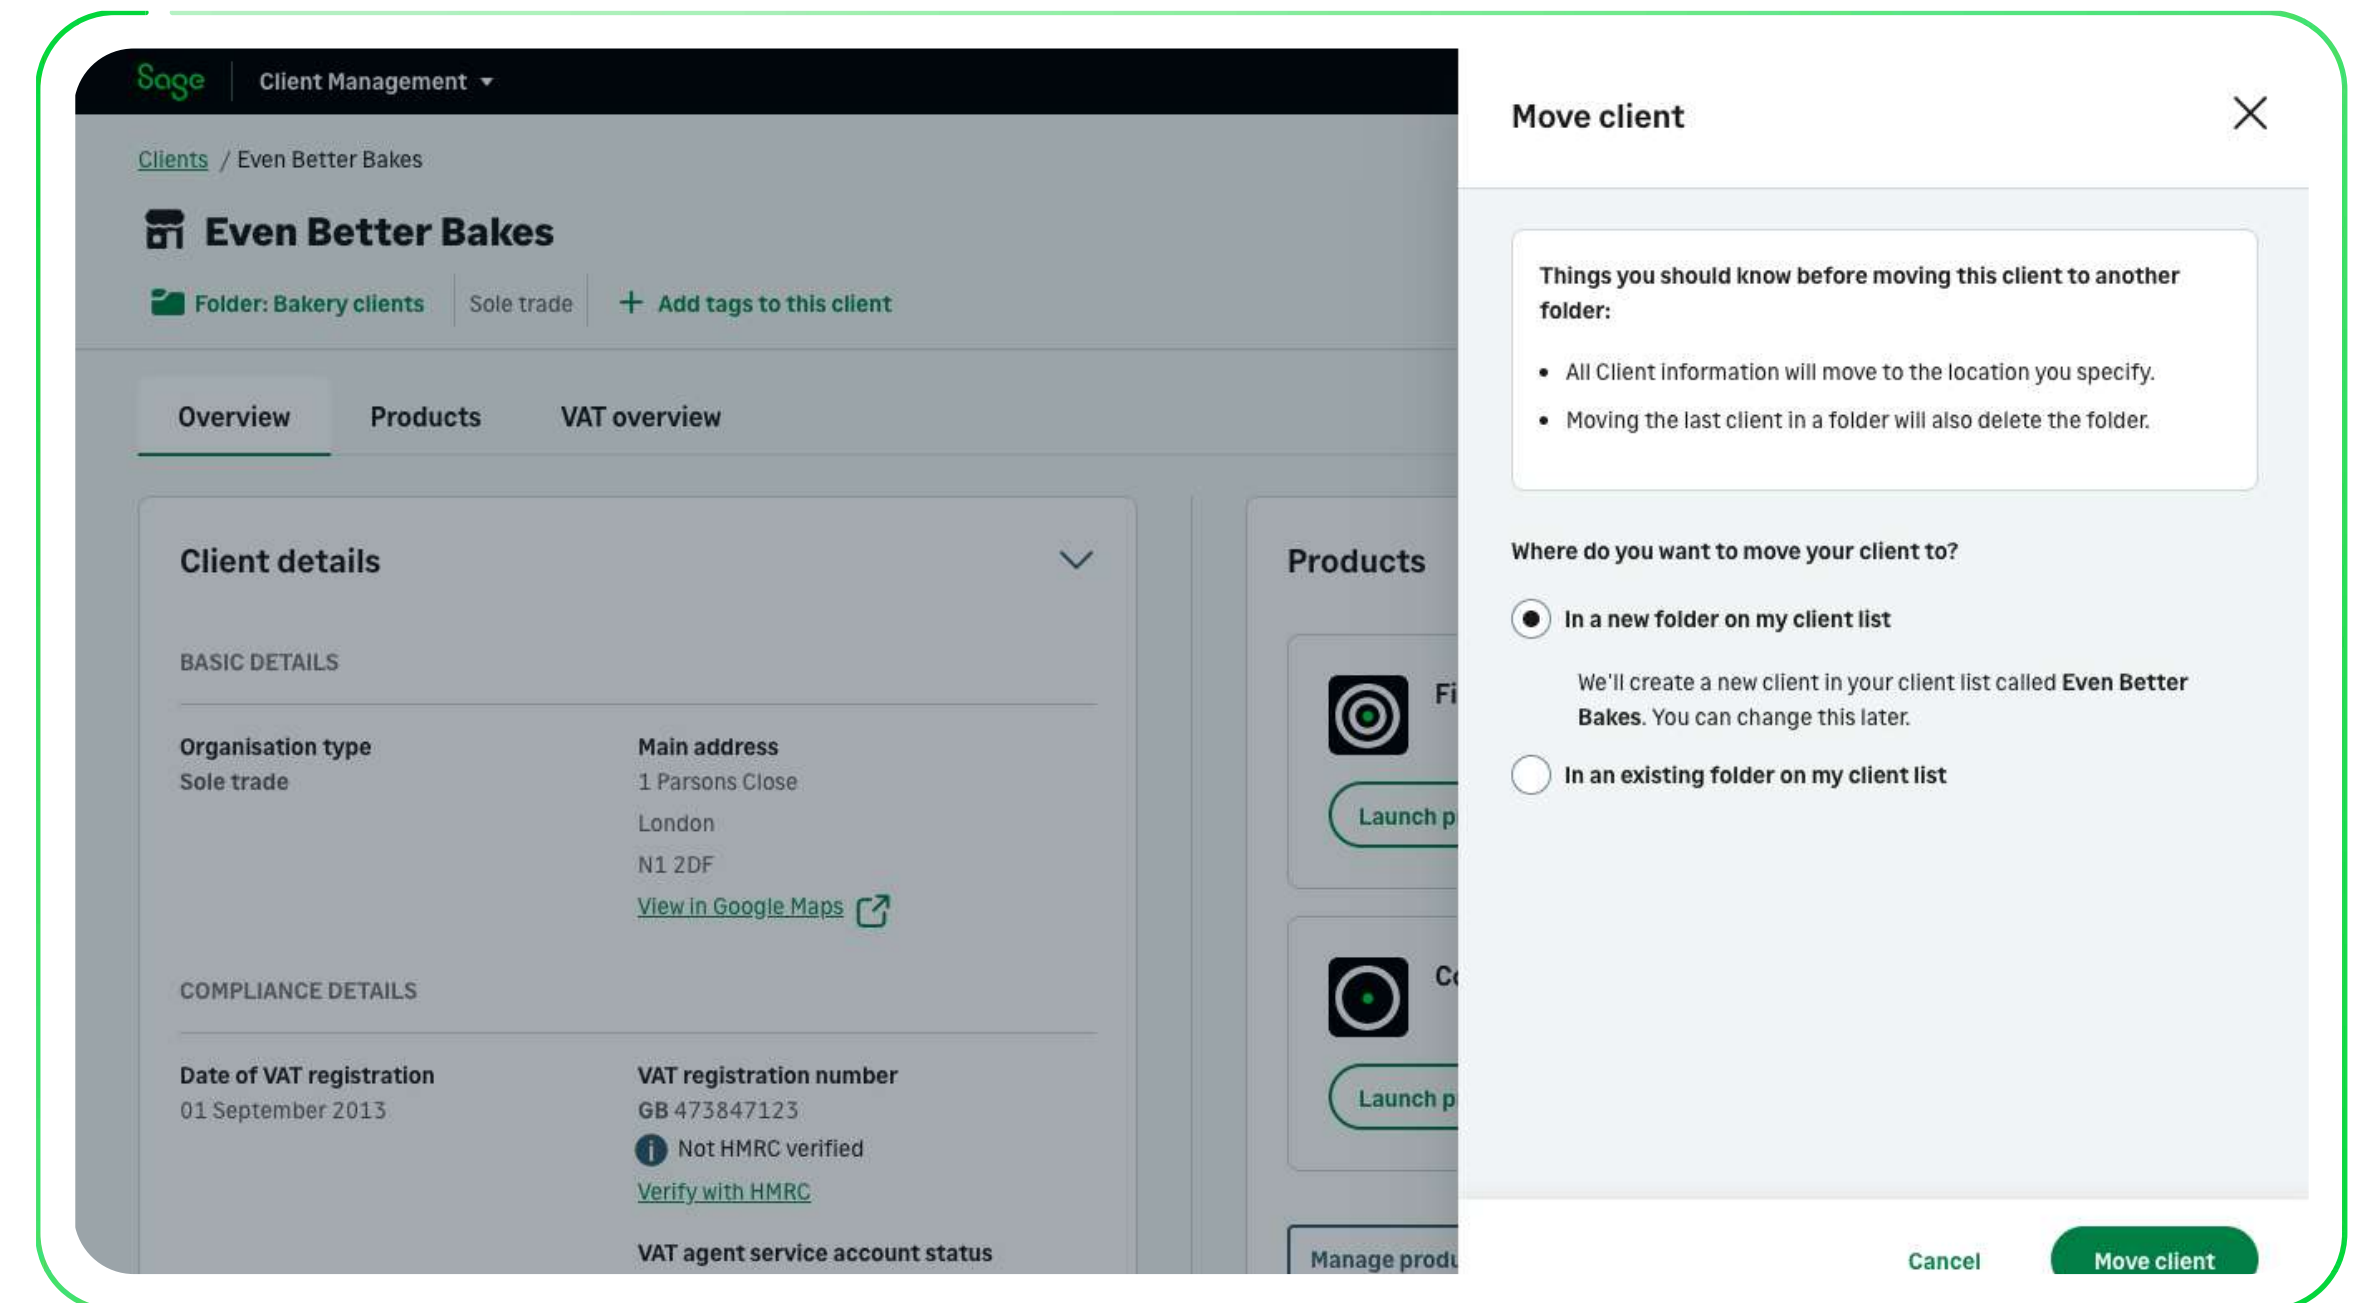 Sage
Client Management
Clients / Even Better Bakes
Even Better Bakes
Folder: Bakery clients
Sole trade
+ Add tags to this client
Overview
Products
VAT overview
Client details
BASIC DETAILS
Organisation type
Sole trade
Main address
1 Parsons Close
London
N1 2DF
View in Google Maps
COMPLIANCE DETAILS
Date of VAT registration
01 September 2013
VAT registration number
GB 473847123
Not HMRC verified
Verify with HMRC
VAT agent service account status
Products
Fi
Launch p
Launch p
Manage produ
Move client
Things you should know before moving this client to another
folder:
• All Client information will move to the location you specify.
• Moving the last client in a folder will also delete the folder.
Where do you want to move your client to?
In a new folder on my client list
We'll create a new client in your client list called Even Better
Bakes. You can change this later.
In an existing folder on my client list
Cancel
Move client